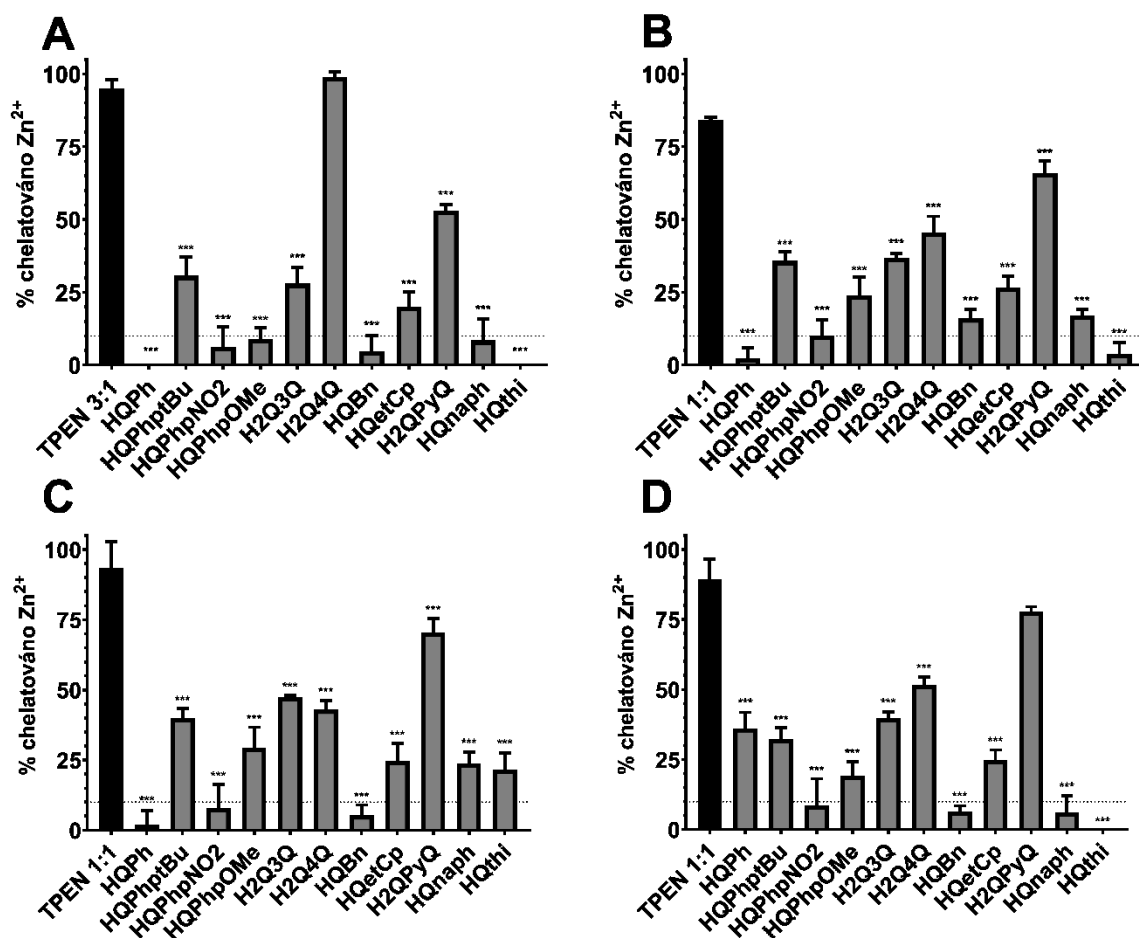 A
% chelatováno Zn²⁺
100
75
50
25
0
*** *** *** *** *** *** *** *** *** ***
TPEN 3:1
HQPh
HQPhptBu
HQPhpNO2
HQPhpOMe
H2Q3Q
H2Q4Q
HQBn
HQetCp
H2QPyQ
HQnaph
HQthi
B
% chelatováno Zn²⁺
100
75
50
25
0
*** *** *** *** *** *** *** *** *** *** ***
TPEN 1:1
HQPh
HQPhptBu
HQPhpNO2
HQPhpOMe
H2Q3Q
H2Q4Q
HQBn
HQetCp
H2QPyQ
HQnaph
HQthi
C
% chelatováno Zn²⁺
100
75
50
25
0
*** *** *** *** *** *** *** *** *** *** ***
TPEN 1:1
HQPh
HQPhptBu
HQPhpNO2
HQPhpOMe
H2Q3Q
H2Q4Q
HQBn
HQetCp
H2QPyQ
HQnaph
HQthi
D
% chelatováno Zn²⁺
100
75
50
25
0
*** *** *** *** *** *** *** *** *** ***
TPEN 1:1
HQPh
HQPhptBu
HQPhpNO2
HQPhpOMe
H2Q3Q
H2Q4Q
HQBn
HQetCp
H2QPyQ
HQnaph
HQthi